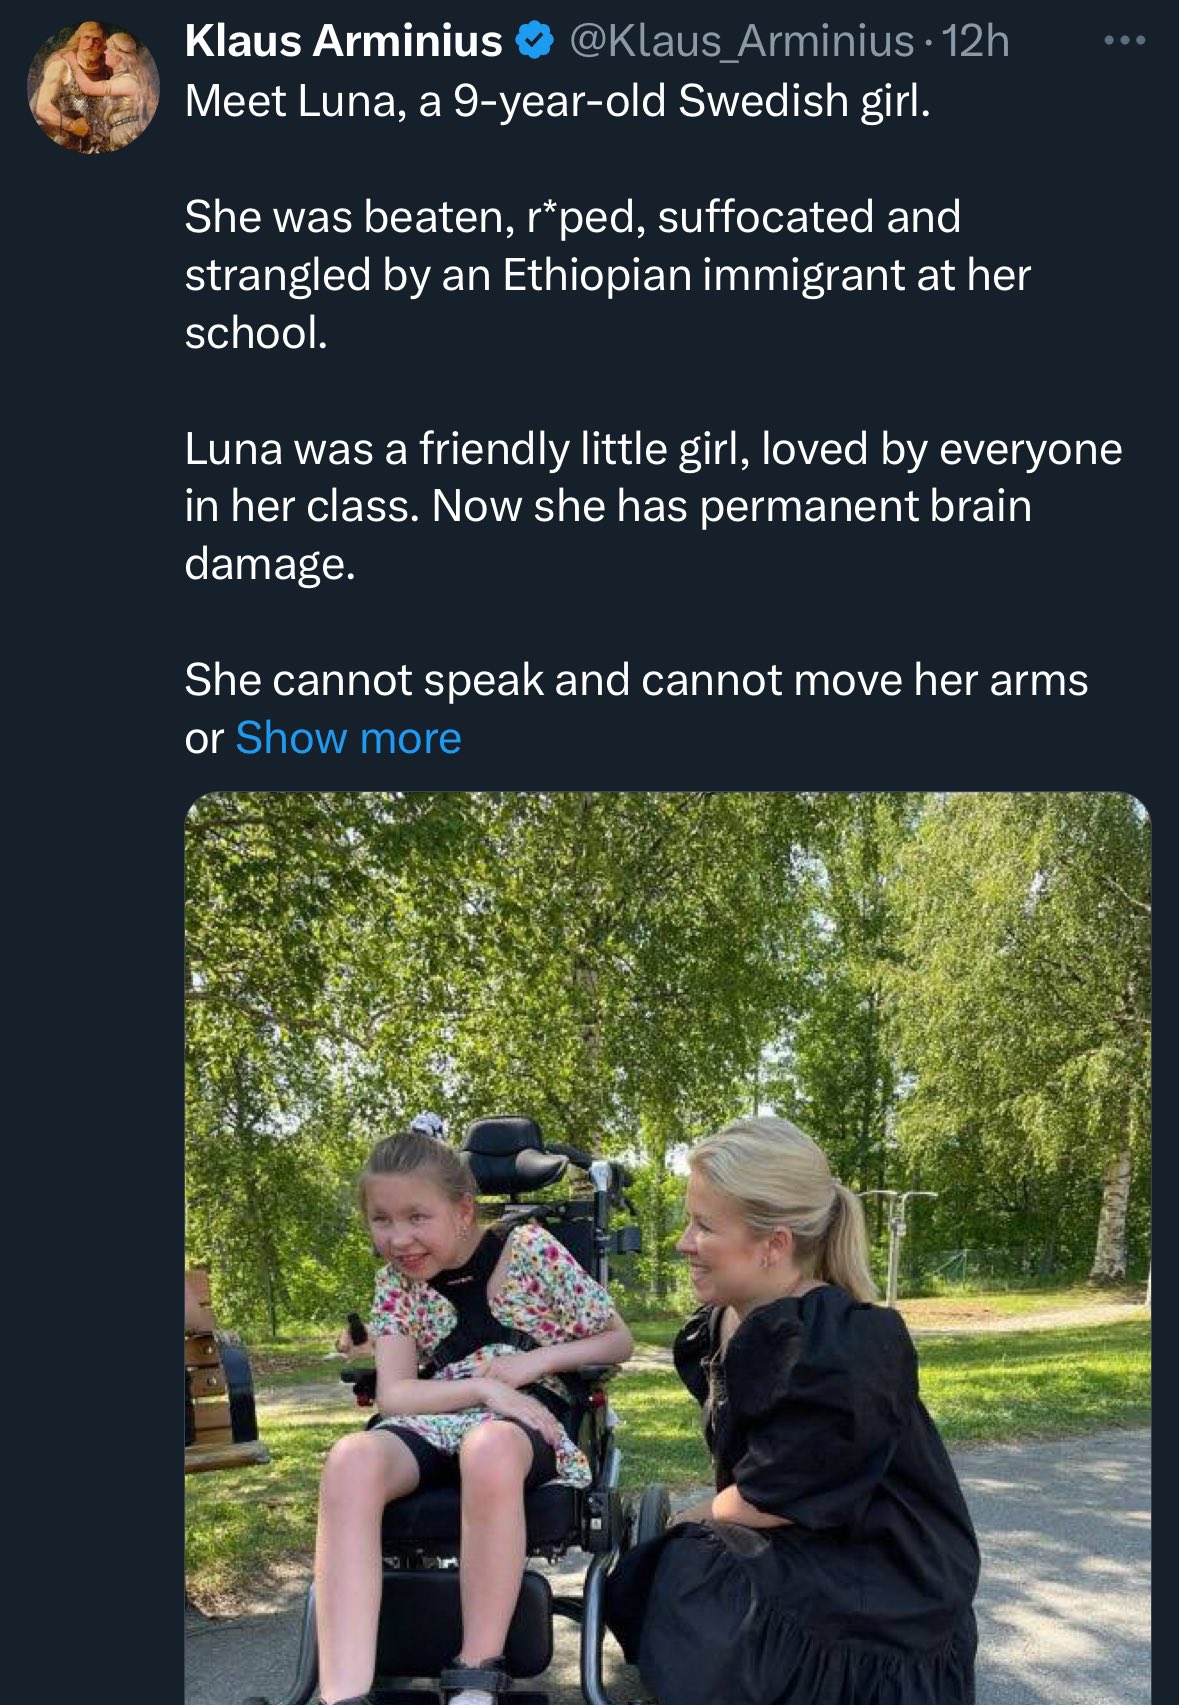 Klaus Arminius @Klaus_Arminius · 12h
Meet Luna, a 9-year-old Swedish girl.
She was beaten, r*ped, suffocated and
strangled by an Ethiopian immigrant at her
school.
Luna was a friendly little girl, loved by everyone
in her class. Now she has permanent brain
damage.
She cannot speak and cannot move her arms
or Show more